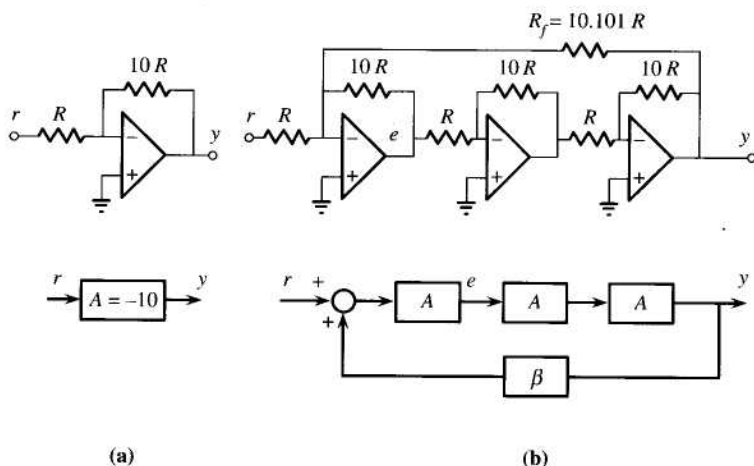 R_f = 10.101 R
10 R
10 R
10 R
10 R
r
R
y
r
R
e
R
R
y
−
+
−
+
−
+
−
+
r
A = −10
y
r
+
+
A
e
A
A
y
β
(a)
(b)